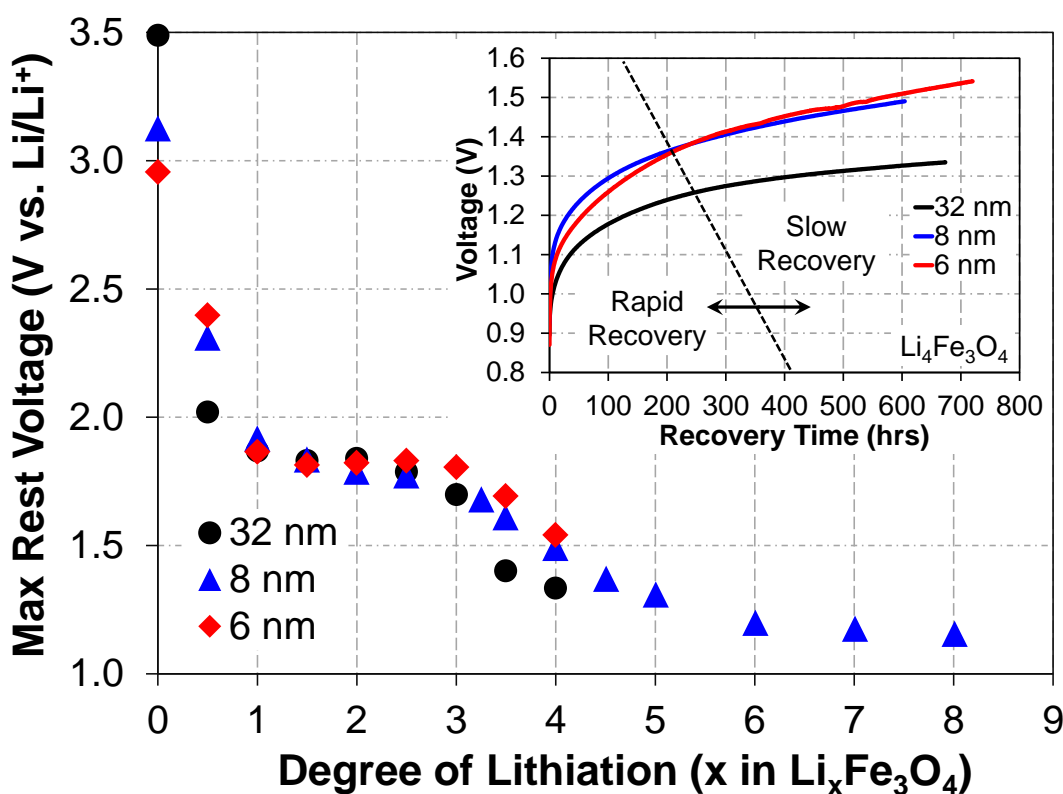 Max Rest Voltage (V vs. Li/Li⁺)
3.5
3.0
2.5
2.0
1.5
1.0
0 1 2 3 4 5 6 7 8 9
Degree of Lithiation (x in LiₓFe₃O₄)
32 nm
8 nm
6 nm
Voltage (V)
1.6
1.5
1.4
1.3
1.2
1.1
1.0
0.9
0.8
0 100 200 300 400 500 600 700 800
Recovery Time (hrs)
32 nm
8 nm
6 nm
Slow
Recovery
Rapid
Recovery
Li₄Fe₃O₄